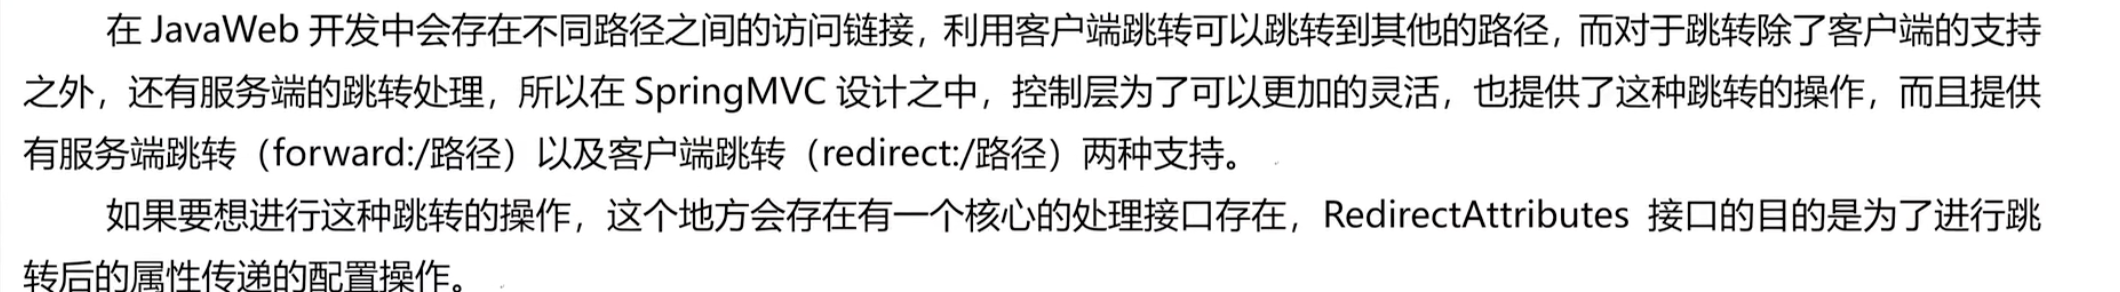 在 JavaWeb 开发中会存在不同路径之间的访问链接，利用客户端跳转可以跳转到其他的路径，而对于跳转除了客户端的支持
之外，还有服务端的跳转处理，所以在 SpringMVC 设计之中，控制层为了可以更加的灵活，也提供了这种跳转的操作，而且提供
有服务端跳转（forward:/路径）以及客户端跳转（redirect:/路径）两种支持。
如果要想进行这种跳转的操作，这个地方会存在有一个核心的处理接口存在，RedirectAttributes 接口的目的是为了进行跳
转后的属性传递的配置操作。